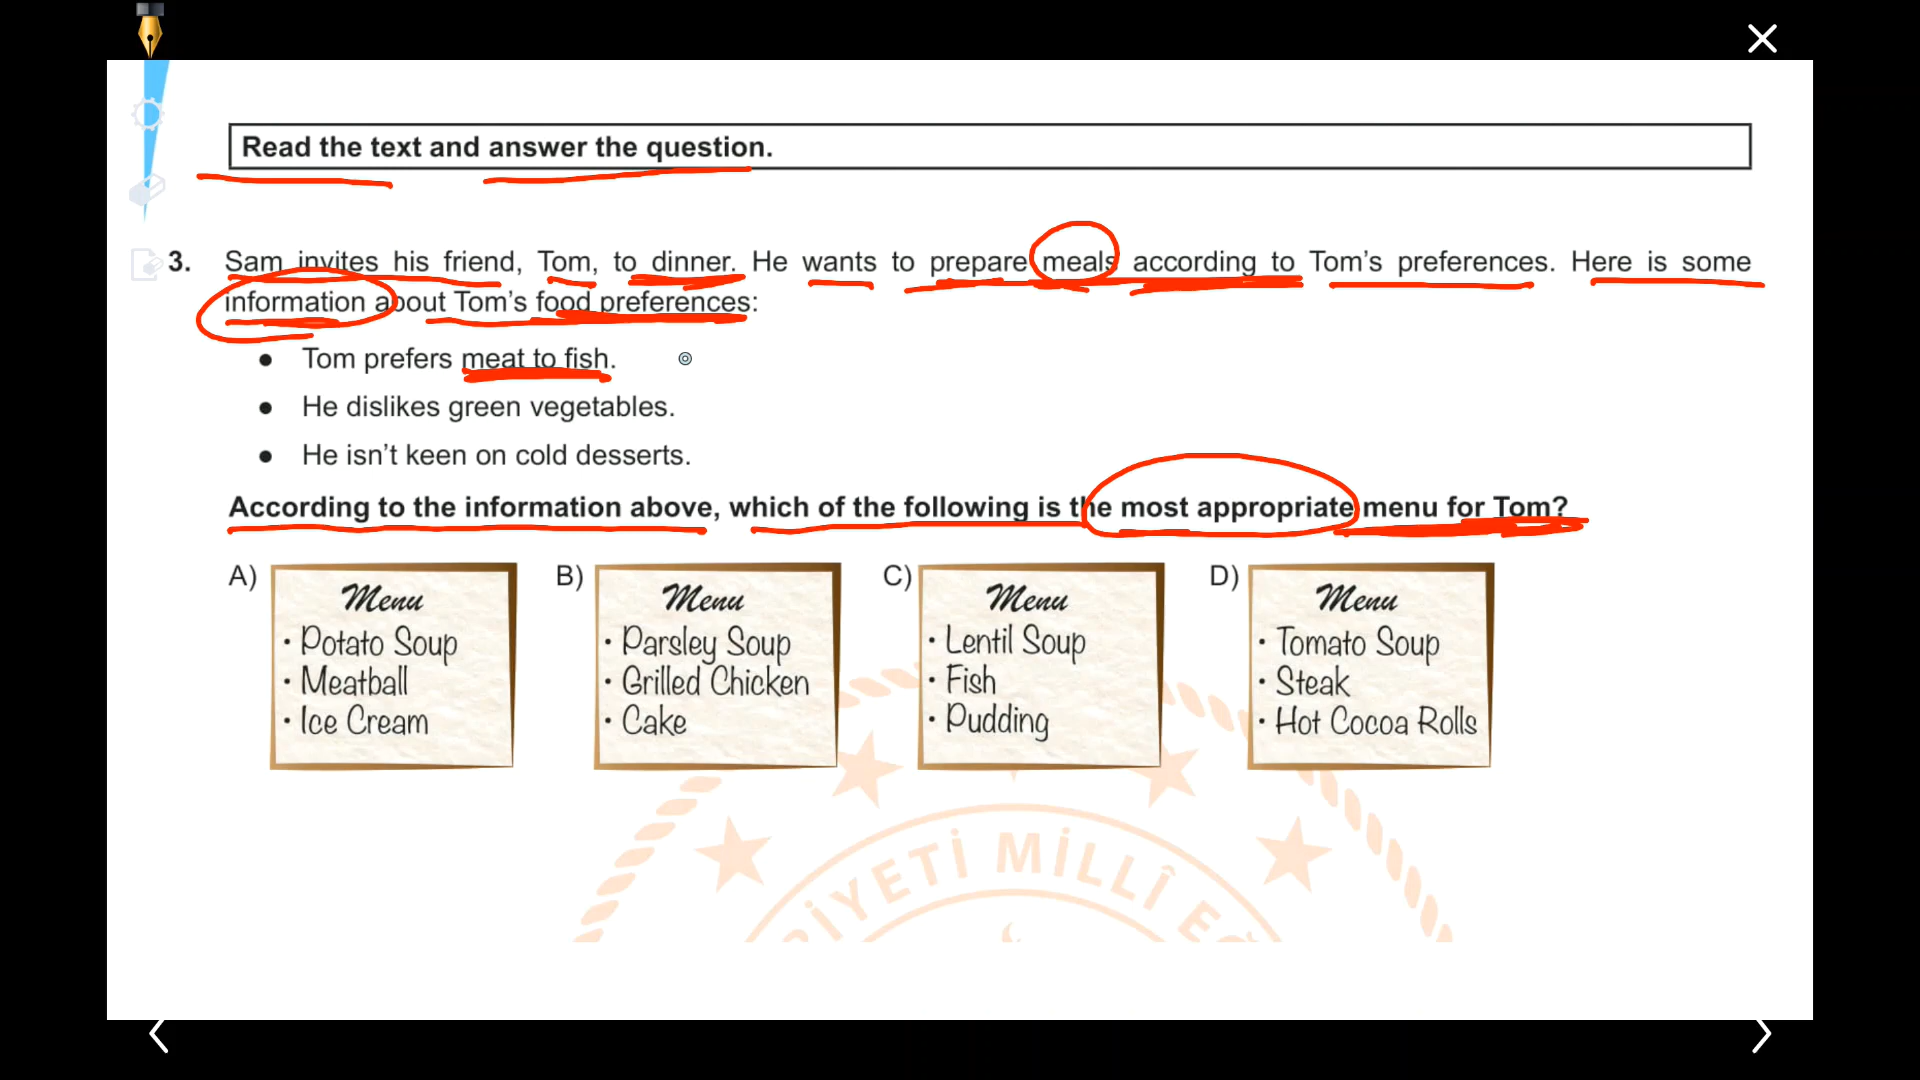 Read the text and answer the question.
3. Sam invites his friend, Tom, to dinner. He wants to prepare meals according to Tom's preferences. Here is some
information about Tom's food preferences:
• Tom prefers meat to fish.
• He dislikes green vegetables.
• He isn't keen on cold desserts.
According to the information above, which of the following is the most appropriate menu for Tom?
A)
Menu
• Potato Soup
• Meatball
• Ice Cream
B)
Menu
• Parsley Soup
• Grilled Chicken
• Cake
C)
Menu
• Lentil Soup
• Fish
• Pudding
D)
Menu
• Tomato Soup
• Steak
• Hot Cocoa Rolls
RİYETİ MİLLÎ E